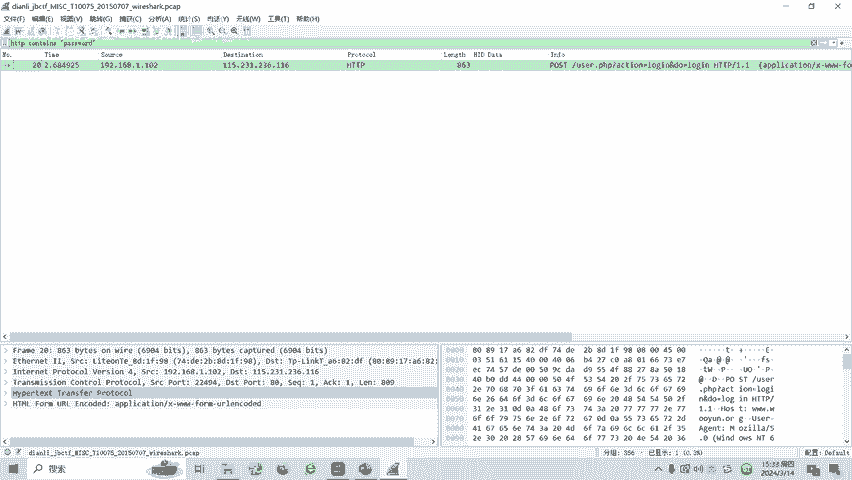 dianli_jbctf_MISC_T10075_20150707_wireshark.pcap
文件(F) 编辑(E) 视图(V) 跳转(G) 捕获(C) 分析(A) 统计(S) 电话(Y) 无线(W) 工具(T) 帮助(H)
http contains "password"
No. Time Source Destination Protocol Length HID Data Info
20 2.684925 192.168.1.102 115.231.236.116 HTTP 863 POST /user.php?action=login&do=login HTTP/1.1 (application/x-www-fo
Frame 20: 863 bytes on wire (6904 bits), 863 bytes captured (6904 bits)
Ethernet II, Src: LiteonTe_8d:1f:98 (74:de:2b:8d:1f:98), Dst: Tp-LinkT_a6:82:df (80:89:17:a6:82:
Internet Protocol Version 4, Src: 192.168.1.102, Dst: 115.231.236.116
Transmission Control Protocol, Src Port: 22494, Dst Port: 80, Seq: 1, Ack: 1, Len: 809
Hypertext Transfer Protocol
HTML Form URL Encoded: application/x-www-form-urlencoded
0000 80 89 17 a6 82 df 74 de 2b 8d 1f 98 08 00 45 00
0010 03 51 61 15 40 00 40 06 b4 27 c0 a8 01 66 73 e7
0020 ec 74 57 de 00 50 9c da d9 55 4f 88 27 8a 50 18
0030 40 b0 dd 44 00 00 50 4f 53 54 20 2f 75 73 65 72
0040 2e 70 68 70 3f 61 63 74 69 6f 6e 3d 6c 6f 67 69 .php?act ion=logi
0050 6e 26 64 6f 3d 6c 6f 67 69 6e 20 48 54 54 50 2f n&do=log in HTTP/
0060 31 2e 31 0d 0a 48 6f 73 74 3a 20 77 77 77 2e 77 1.1··Hos t: www.w
0070 6f 6f 79 75 6e 2e 6f 72 67 0d 0a 55 73 65 72 2d ooyun.or g··User-
0080 41 67 65 6e 74 3a 20 4d 6f 7a 69 6c 6c 61 2f 35 Agent: M ozilla/5
0090 2e 30 20 28 57 69 6e 64 6f 77 73 20 4e 54 20 36 .0 (Wind ows NT 6
dianli_jbctf_MISC_T10075_20150707_wireshark.pcap 分组: 356 · 已显示: 1 (0.3%) 配置: Default
搜索 15:33 周四
2024/3/14